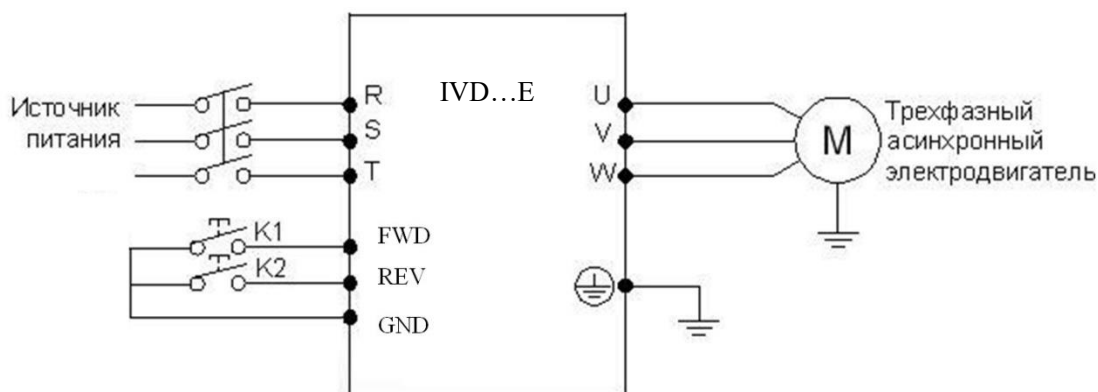 Источник
питания
R
S
T
IVD…E
U
V
W
M
Трехфазный
асинхронный
электродвигатель
K1
K2
FWD
REV
GND